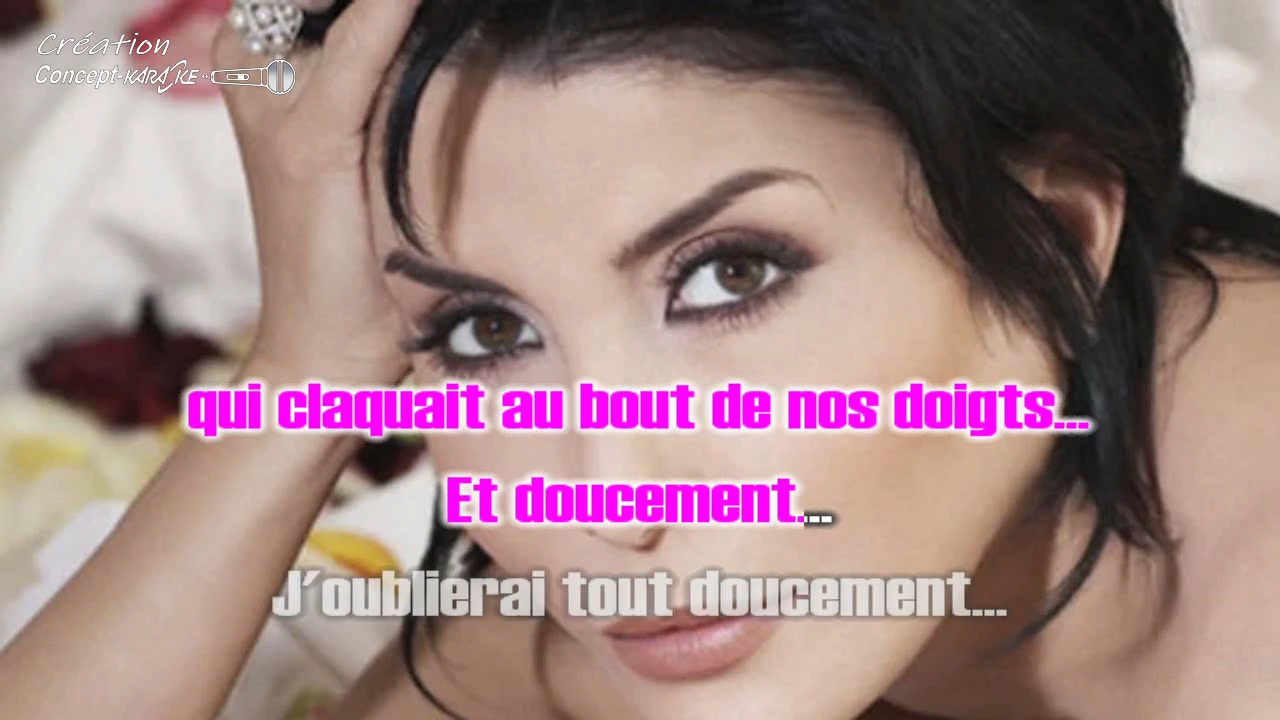 Création
Concept-KARAOKE
qui claquait au bout de nos doigts...
Et doucement...
J'oublierai tout doucement...